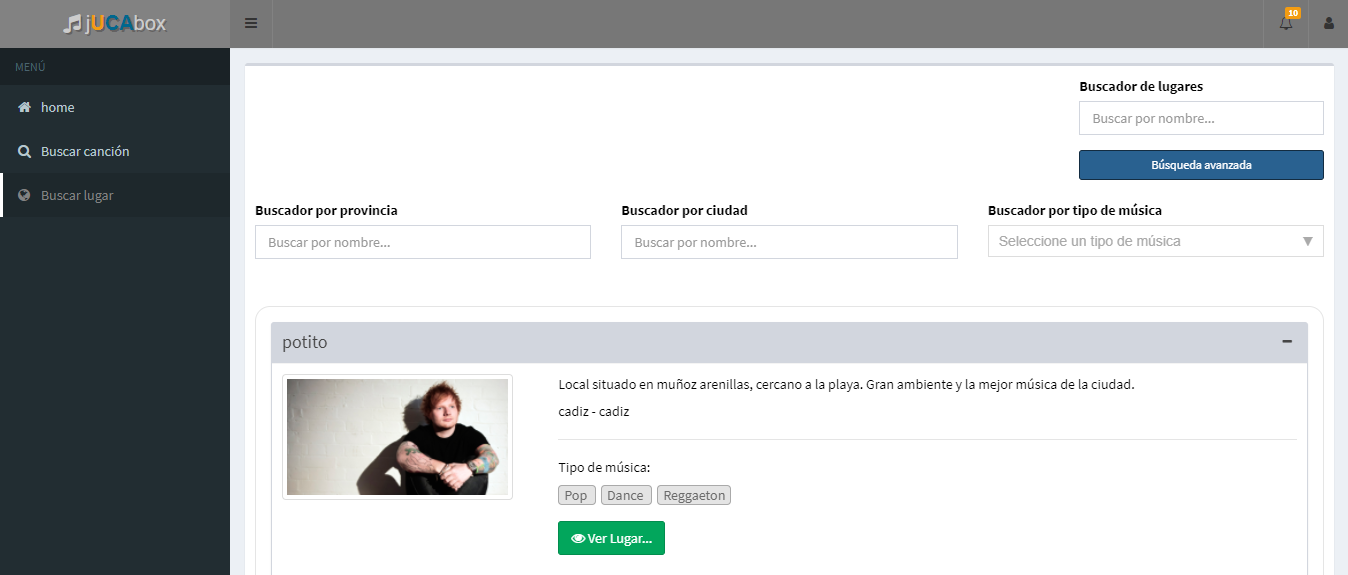 jUCAbox
10
MENÚ
home
Buscar canción
Buscar lugar
Buscador de lugares
Buscar por nombre...
Búsqueda avanzada
Buscador por provincia
Buscador por ciudad
Buscador por tipo de música
Buscar por nombre...
Buscar por nombre...
Seleccione un tipo de música
potito
Local situado en muñoz arenillas, cercano a la playa. Gran ambiente y la mejor música de la ciudad.
cadiz - cadiz
Tipo de música:
Pop Dance Reggaeton
Ver Lugar...